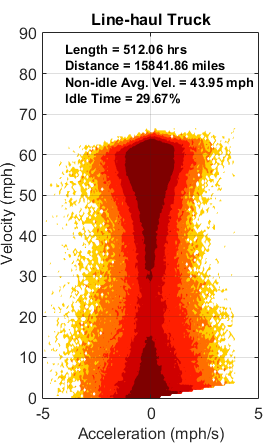 Line-haul Truck
90
80
70
60
50
40
30
20
10
0
Length = 512.06 hrs
Distance = 15841.86 miles
Non-idle Avg. Vel. = 43.95 mph
Idle Time = 29.67%
Velocity (mph)
-5 0 5
Acceleration (mph/s)